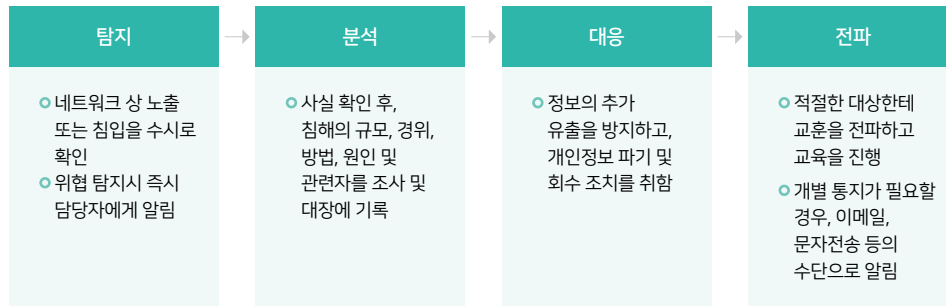 탐지
네트워크 상 노출
또는 침입을 수시로
확인
위협 탐지시 즉시
담당자에게 알림
분석
사실 확인 후,
침해의 규모, 경위,
방법, 원인 및
관련자를 조사 및
대장에 기록
대응
정보의 추가
유출을 방지하고,
개인정보 파기 및
회수 조치를 취함
전파
적절한 대상한테
교훈을 전파하고
교육을 진행
개별 통지가 필요할
경우, 이메일,
문자전송 등의
수단으로 알림